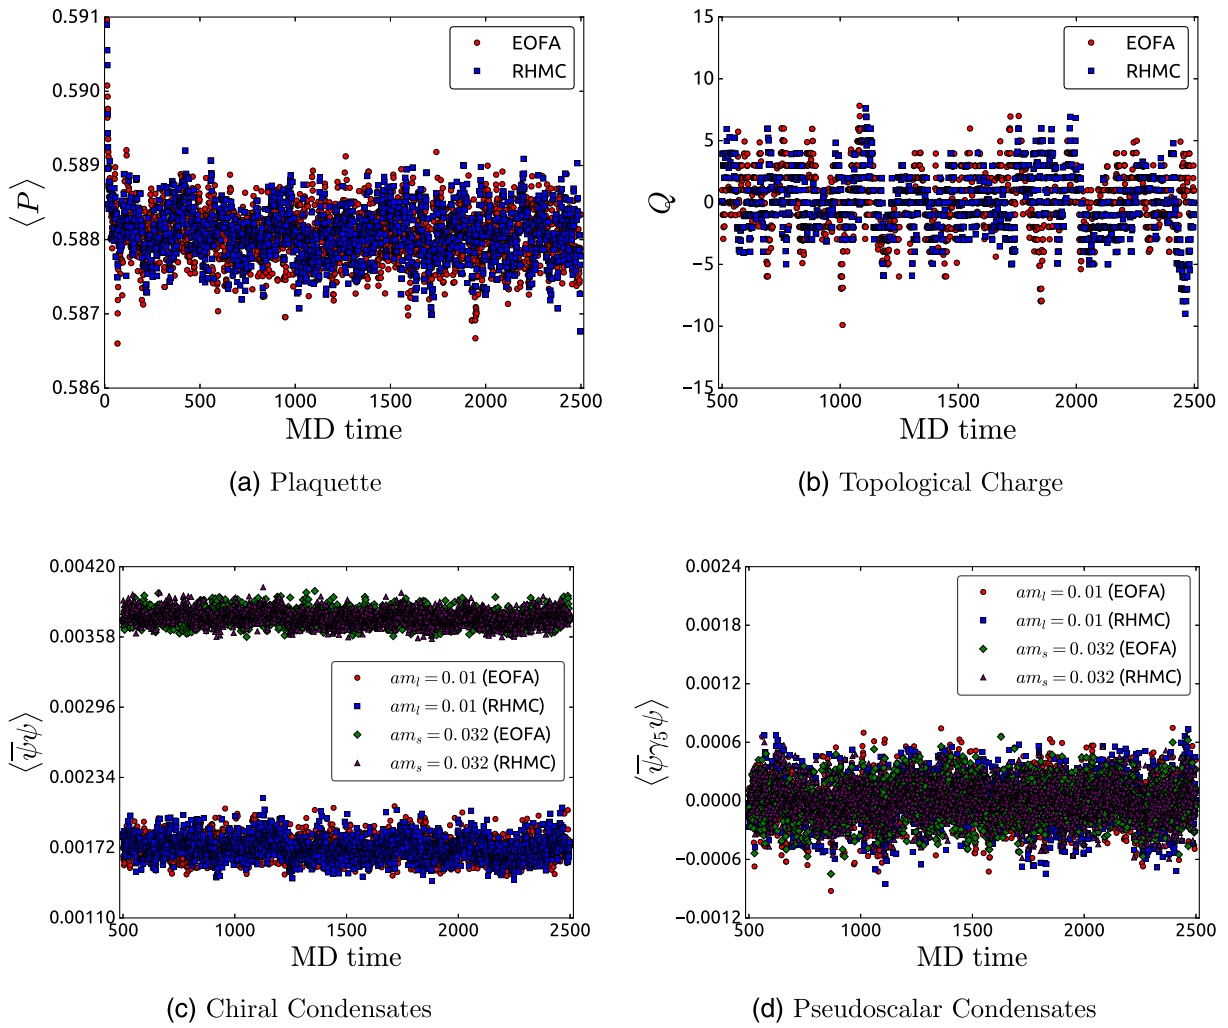 0.591
0.590
0.589
0.588
0.587
0.586
⟨P⟩
EOFA
RHMC
0 500 1000 1500 2000 2500
MD time
(a) Plaquette
15
10
5
0
−5
−10
−15
Q
EOFA
RHMC
500 1000 1500 2000 2500
MD time
(b) Topological Charge
0.00420
0.00358
0.00296
0.00234
0.00172
0.00110
⟨ψ̅ψ⟩
am_l = 0.01 (EOFA)
am_l = 0.01 (RHMC)
am_s = 0.032 (EOFA)
am_s = 0.032 (RHMC)
500 1000 1500 2000 2500
MD time
(c) Chiral Condensates
0.0024
0.0018
0.0012
0.0006
0.0000
−0.0006
−0.0012
⟨ψ̅γ₅ψ⟩
am_l = 0.01 (EOFA)
am_l = 0.01 (RHMC)
am_s = 0.032 (EOFA)
am_s = 0.032 (RHMC)
500 1000 1500 2000 2500
MD time
(d) Pseudoscalar Condensates